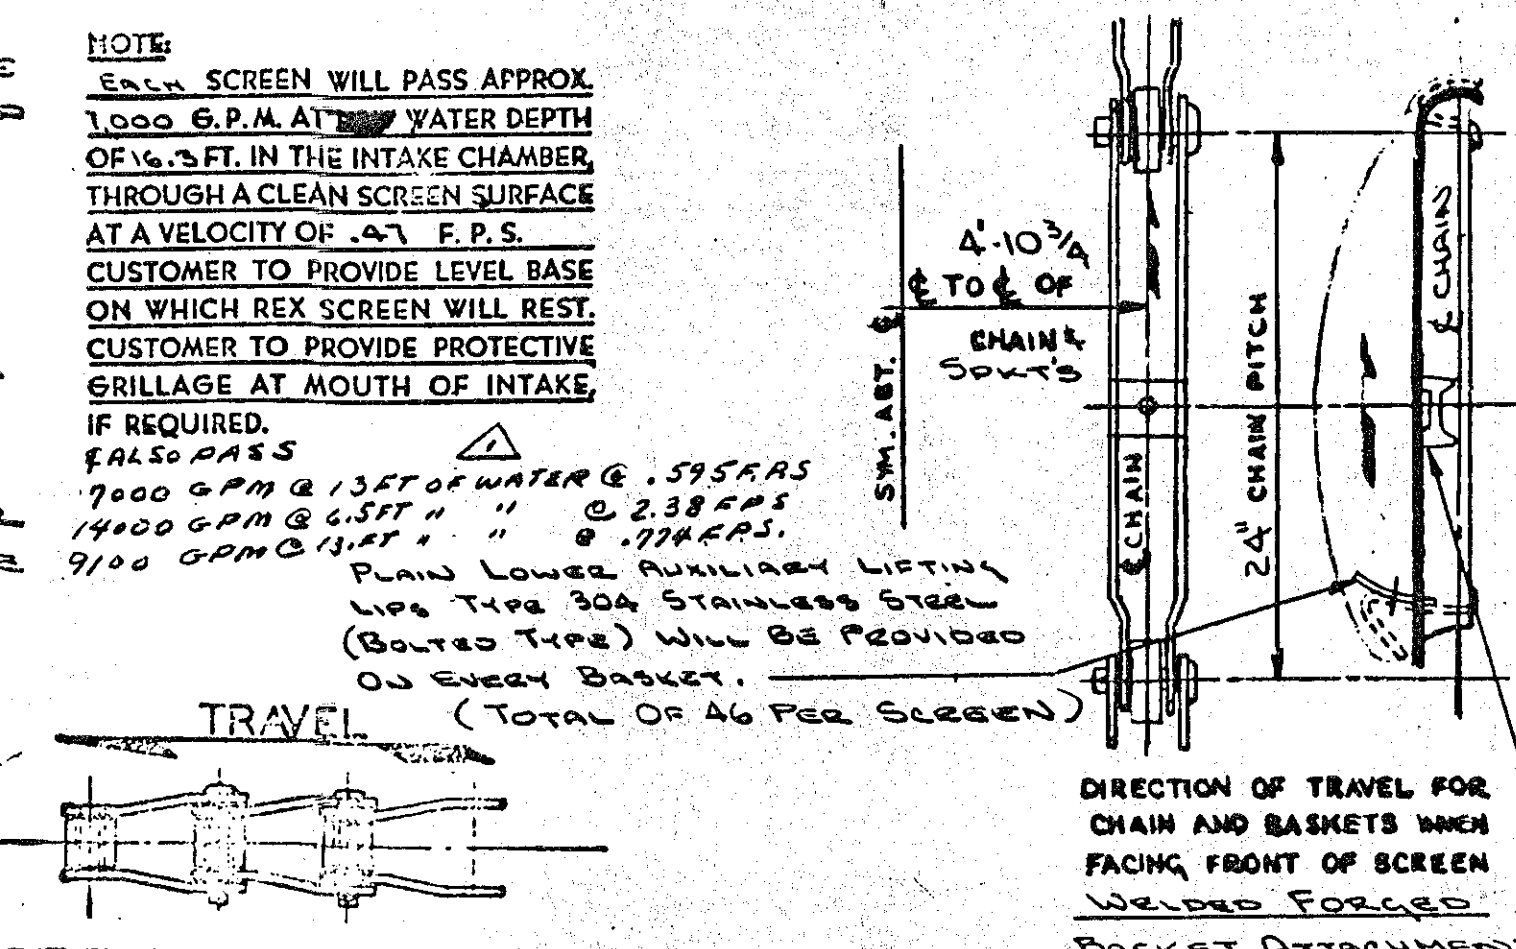 NOTE:
EACH SCREEN WILL PASS APPROX.
7,000 G.P.M. AT WATER DEPTH
OF 16.3 FT. IN THE INTAKE CHAMBER,
THROUGH A CLEAN SCREEN SURFACE
AT A VELOCITY OF .47 F.P.S.
CUSTOMER TO PROVIDE LEVEL BASE
ON WHICH REX SCREEN WILL REST.
CUSTOMER TO PROVIDE PROTECTIVE
GRILLAGE AT MOUTH OF INTAKE,
IF REQUIRED.
& ALSO PASS
1
7000 GPM @ 13 FT OF WATER @ .595 F.P.S
14000 GPM @ 6.5 FT " " @ 2.38 FPS
9100 GPM @ 13. FT " " @ .774 F.P.S.
PLAIN LOWER AUXILIARY LIFTING
LIPS TYPE 304 STAINLESS STEEL
(BOLTED TYPE) WILL BE PROVIDED
ON EVERY BASKET.
(TOTAL OF 46 PER SCREEN)
TRAVEL
SYM. ABT. ℄
4'-10 3/4
℄ TO ℄ OF
CHAIN &
SPKT'S
℄ CHAIN
24" CHAIN PITCH
℄ CHAIN
DIRECTION OF TRAVEL FOR
CHAIN AND BASKETS WHEN
FACING FRONT OF SCREEN
WELDED FORGED